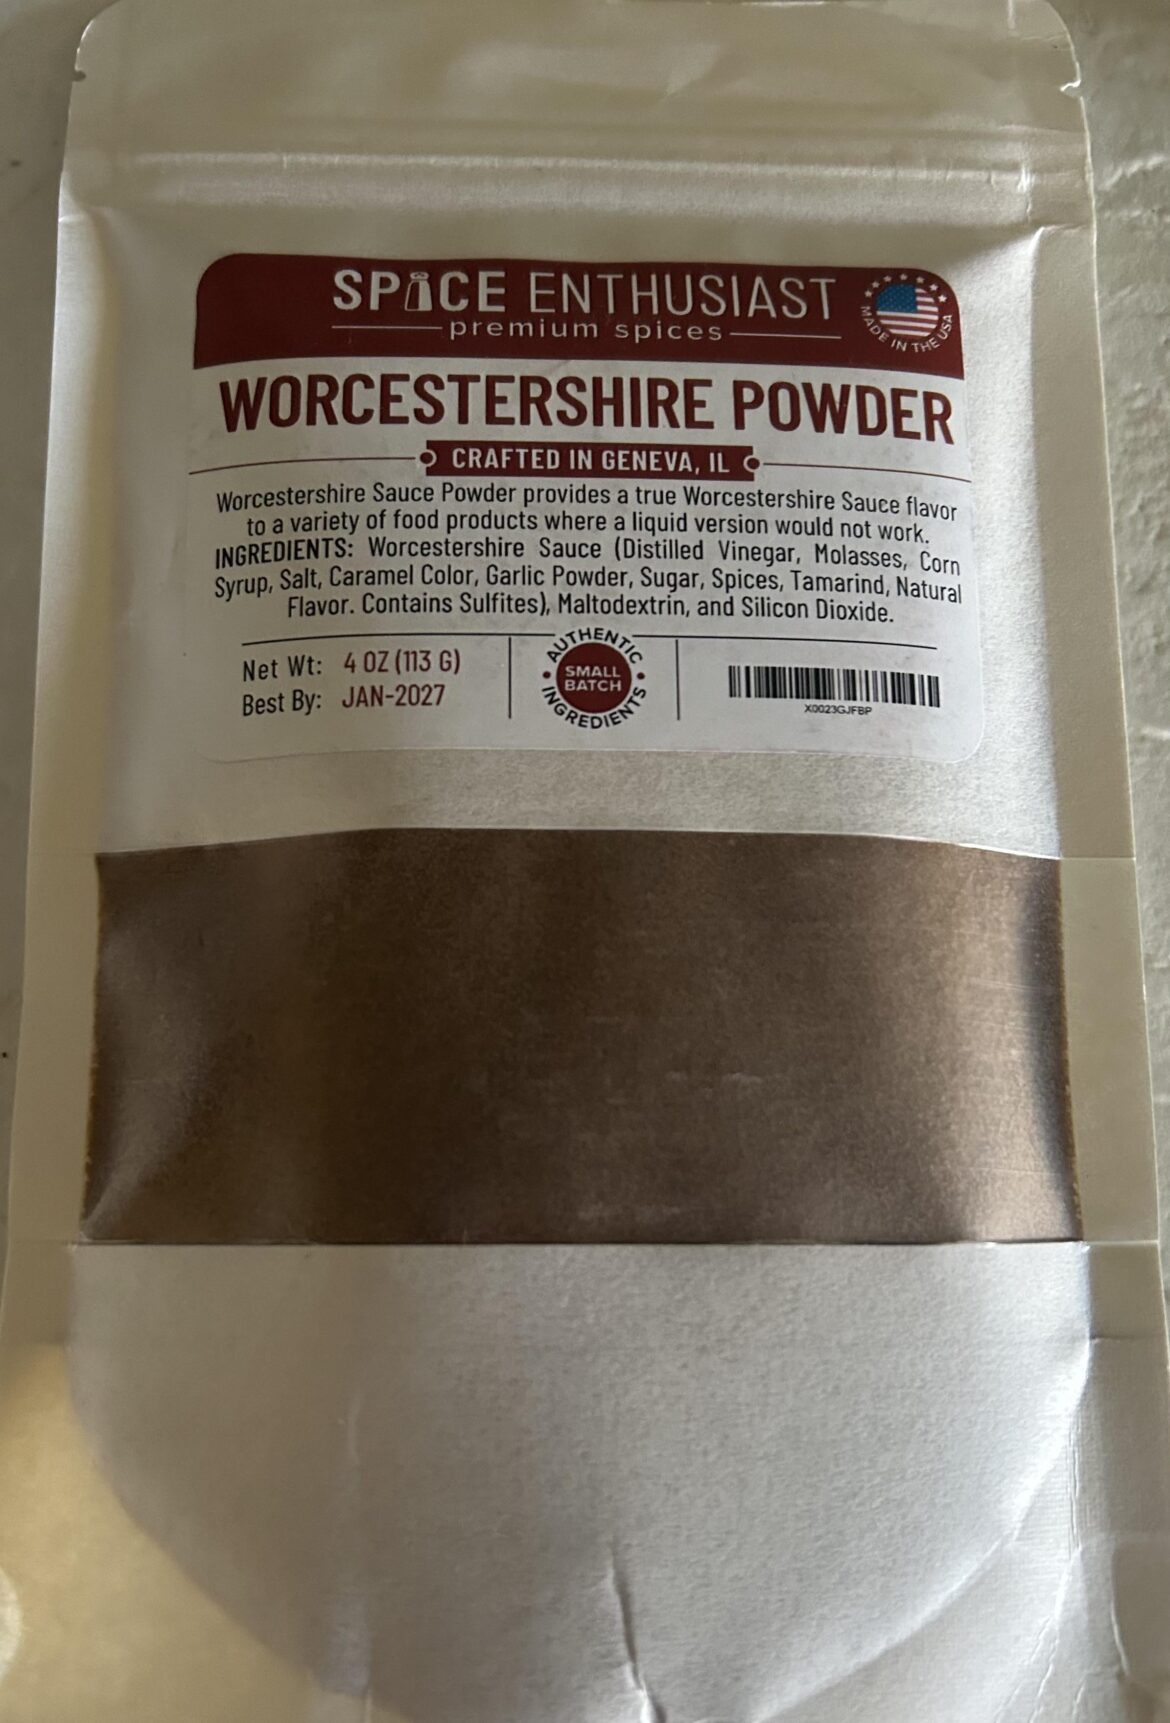 SPICE ENTHUSIAST
premium spices
MADE IN THE USA
WORCESTERSHIRE POWDER
CRAFTED IN GENEVA, IL
Worcestershire Sauce Powder provides a true Worcestershire Sauce flavor
to a variety of food products where a liquid version would not work.
INGREDIENTS: Worcestershire Sauce (Distilled Vinegar, Molasses, Corn
Syrup, Salt, Caramel Color, Garlic Powder, Sugar, Spices, Tamarind, Natural
Flavor. Contains Sulfites), Maltodextrin, and Silicon Dioxide.
Net Wt: 4 OZ (113 G)
Best By: JAN-2027
AUTHENTIC
SMALL
BATCH
INGREDIENTS
X0023GJFBP